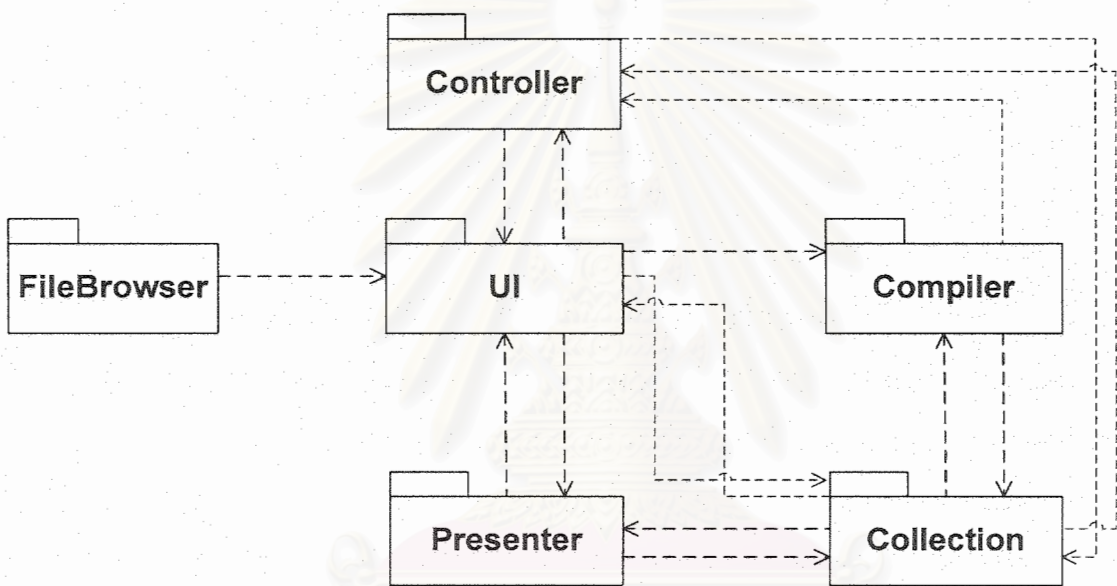 Controller
FileBrowser
UI
Compiler
Presenter
Collection